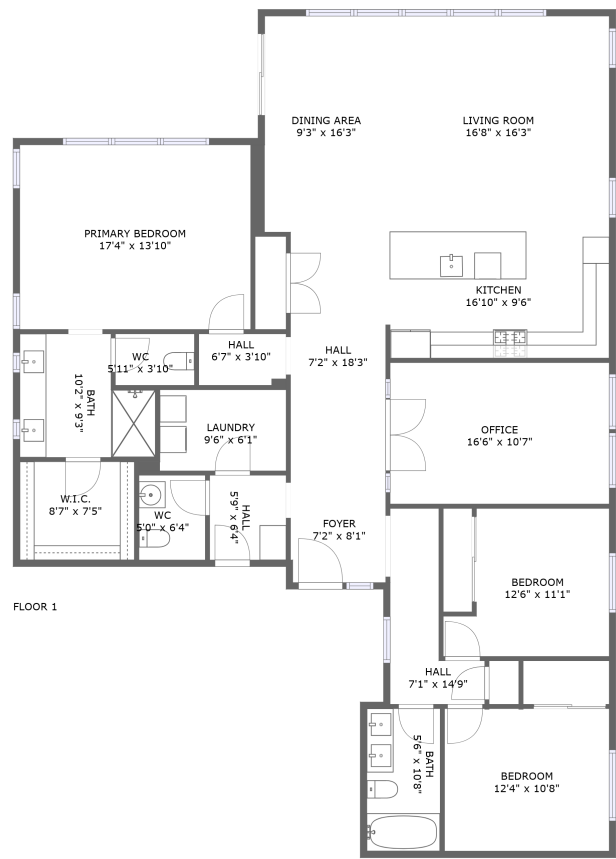 DINING AREA
9'3" x 16'3"
LIVING ROOM
16'8" x 16'3"
PRIMARY BEDROOM
17'4" x 13'10"
KITCHEN
16'10" x 9'6"
WC
5'11" x 3'10"
HALL
6'7" x 3'10"
HALL
7'2" x 18'3"
BATH
10'2" x 9'3"
LAUNDRY
9'6" x 6'1"
OFFICE
16'6" x 10'7"
W.I.C.
8'7" x 7'5"
WC
5'0" x 6'4"
HALL
5'9" x 6'4"
FOYER
7'2" x 8'1"
BEDROOM
12'6" x 11'1"
FLOOR 1
HALL
7'1" x 14'9"
BATH
5'6" x 10'8"
BEDROOM
12'4" x 10'8"